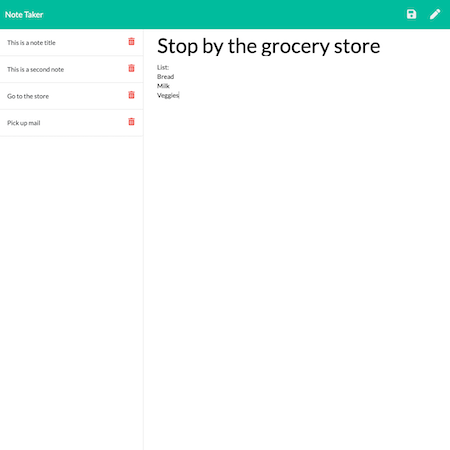 Note Taker
This is a note title
This is a second note
Go to the store
Pick up mail
Stop by the grocery store
List:
Bread
Milk
Veggies